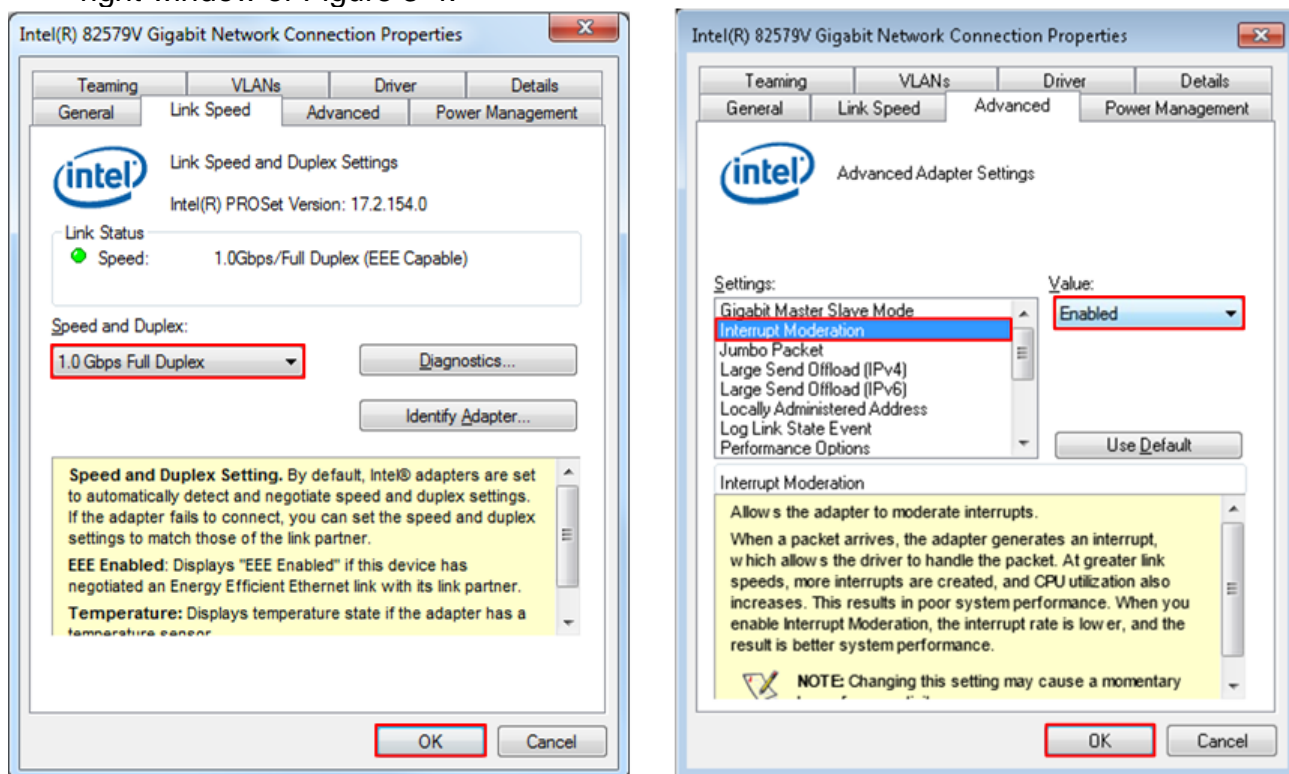 right window of Figure 3-4.
Intel(R) 82579V Gigabit Network Connection Properties
Teaming VLANs Driver Details
General Link Speed Advanced Power Management
intel
Link Speed and Duplex Settings
Intel(R) PROSet Version: 17.2.154.0
Link Status
Speed: 1.0Gbps/Full Duplex (EEE Capable)
Speed and Duplex:
1.0 Gbps Full Duplex
Diagnostics...
Identify Adapter...
Speed and Duplex Setting. By default, Intel® adapters are set
to automatically detect and negotiate speed and duplex settings.
If the adapter fails to connect, you can set the speed and duplex
settings to match those of the link partner.
EEE Enabled: Displays "EEE Enabled" if this device has
negotiated an Energy Efficient Ethernet link with its link partner.
Temperature: Displays temperature state if the adapter has a
temperature sensor
OK Cancel
Intel(R) 82579V Gigabit Network Connection Properties
Teaming VLANs Driver Details
General Link Speed Advanced Power Management
intel
Advanced Adapter Settings
Settings:
Value:
Gigabit Master Slave Mode
Enabled
Interrupt Moderation
Jumbo Packet
Large Send Offload (IPv4)
Large Send Offload (IPv6)
Locally Administered Address
Log Link State Event
Performance Options
Use Default
Interrupt Moderation
Allows the adapter to moderate interrupts.
When a packet arrives, the adapter generates an interrupt,
which allows the driver to handle the packet. At greater link
speeds, more interrupts are created, and CPU utilization also
increases. This results in poor system performance. When you
enable Interrupt Moderation, the interrupt rate is lower, and the
result is better system performance.
NOTE: Changing this setting may cause a momentary
OK Cancel